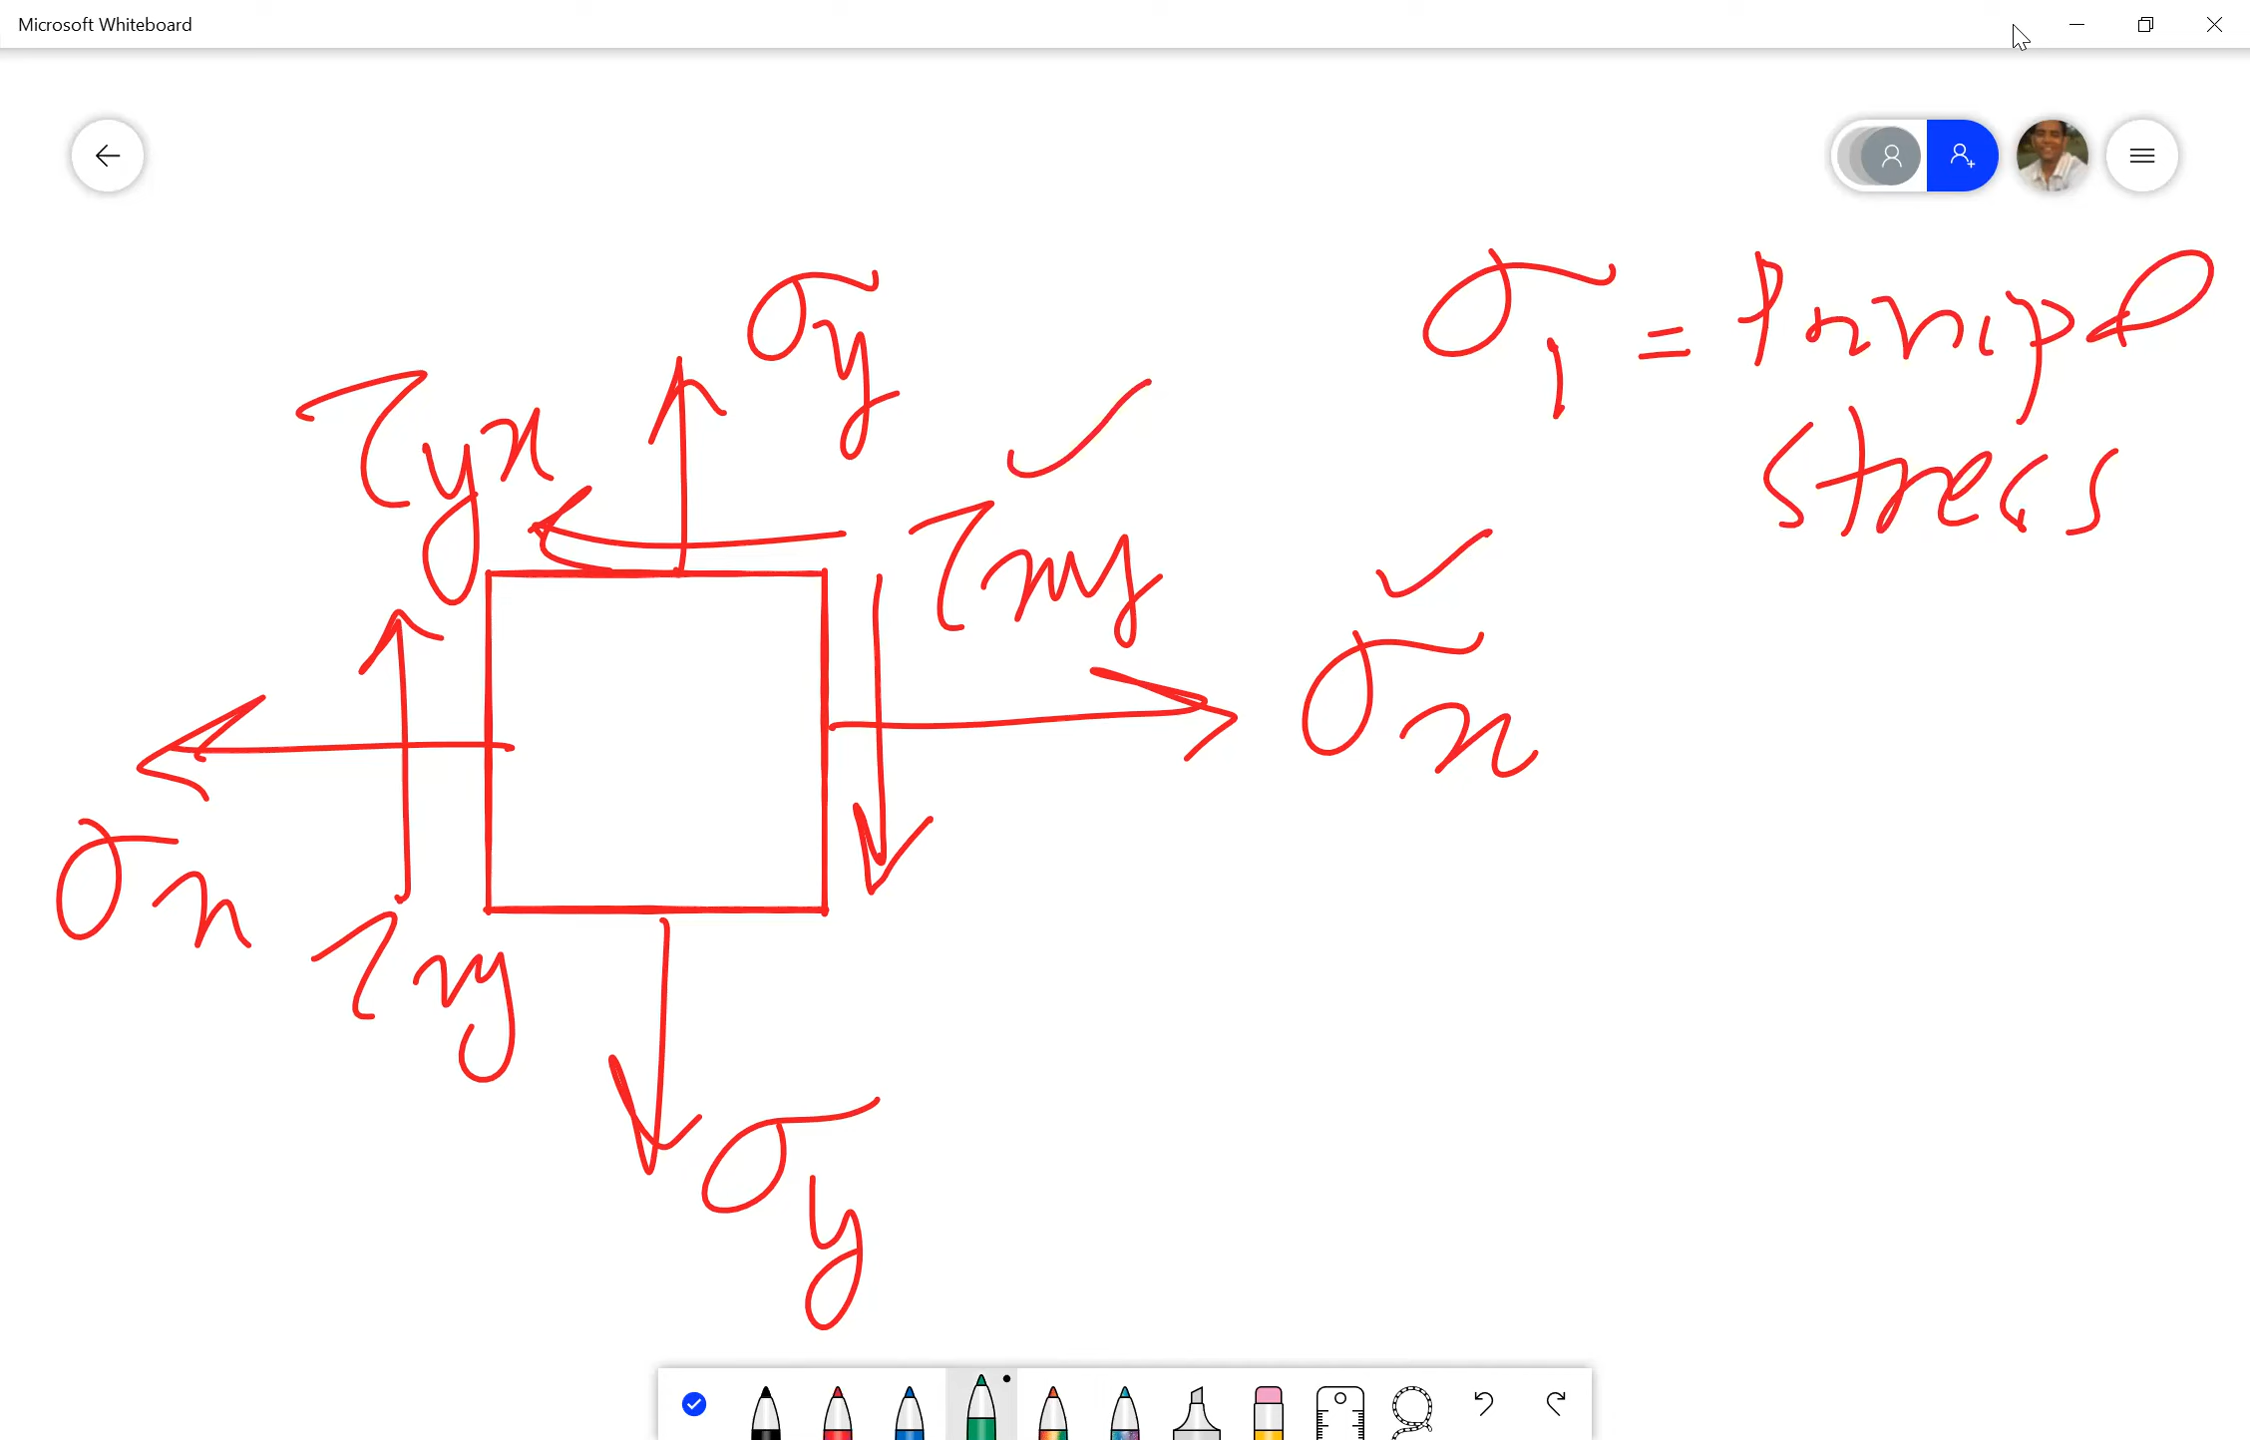 Microsoft Whiteboard
σy
σ1 = Principal
stress
τyx
τxy
σx
σx
τxy
σy